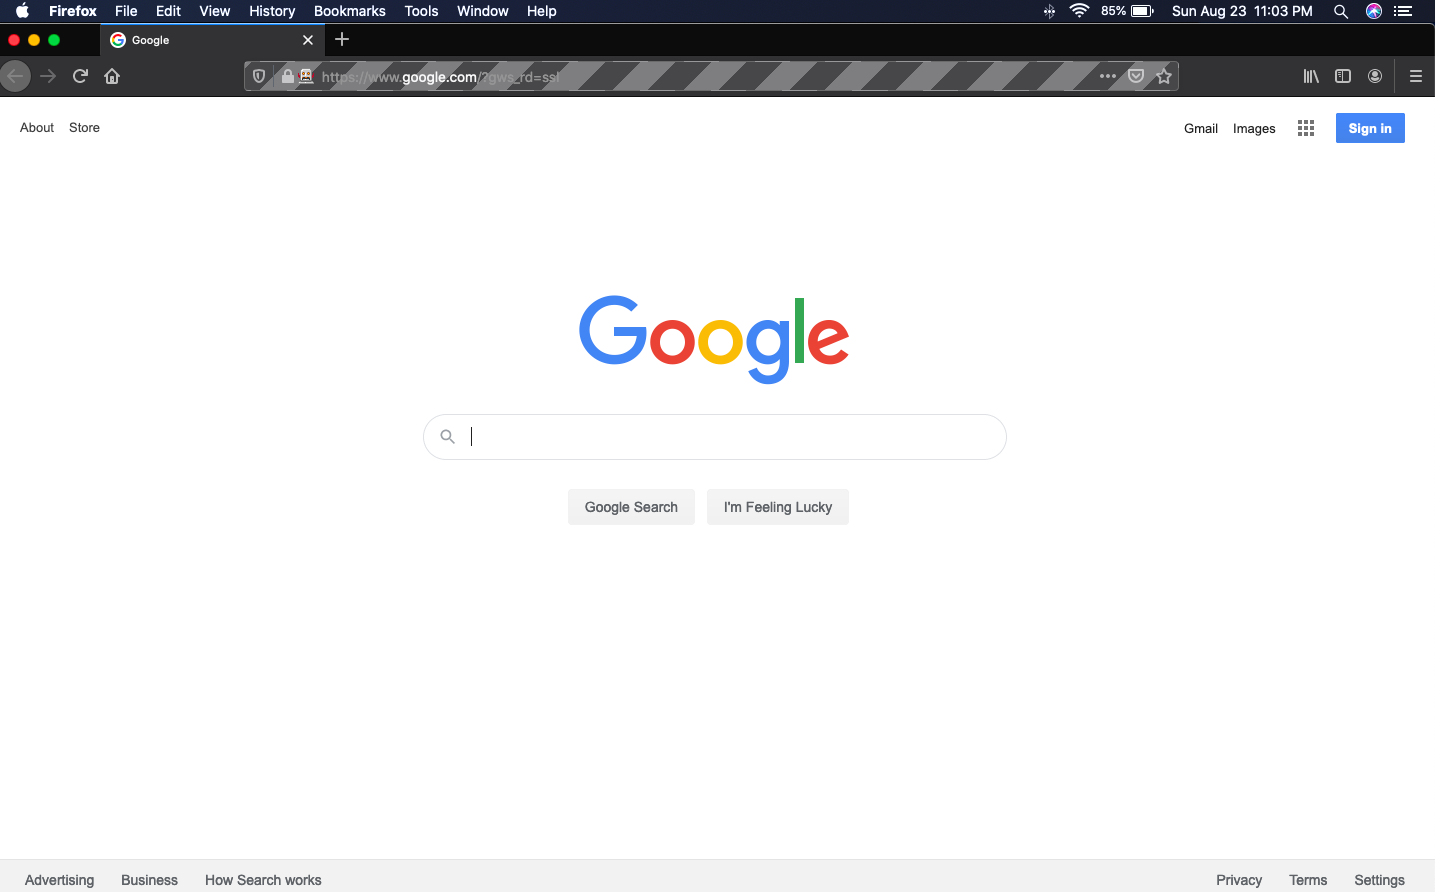 Firefox File Edit View History Bookmarks Tools Window Help 85% Sun Aug 23 11:03 PM
Google
https://www.google.com/?gws_rd=ssl
About Store Gmail Images Sign in
Google
Google Search I'm Feeling Lucky
Advertising Business How Search works Privacy Terms Settings